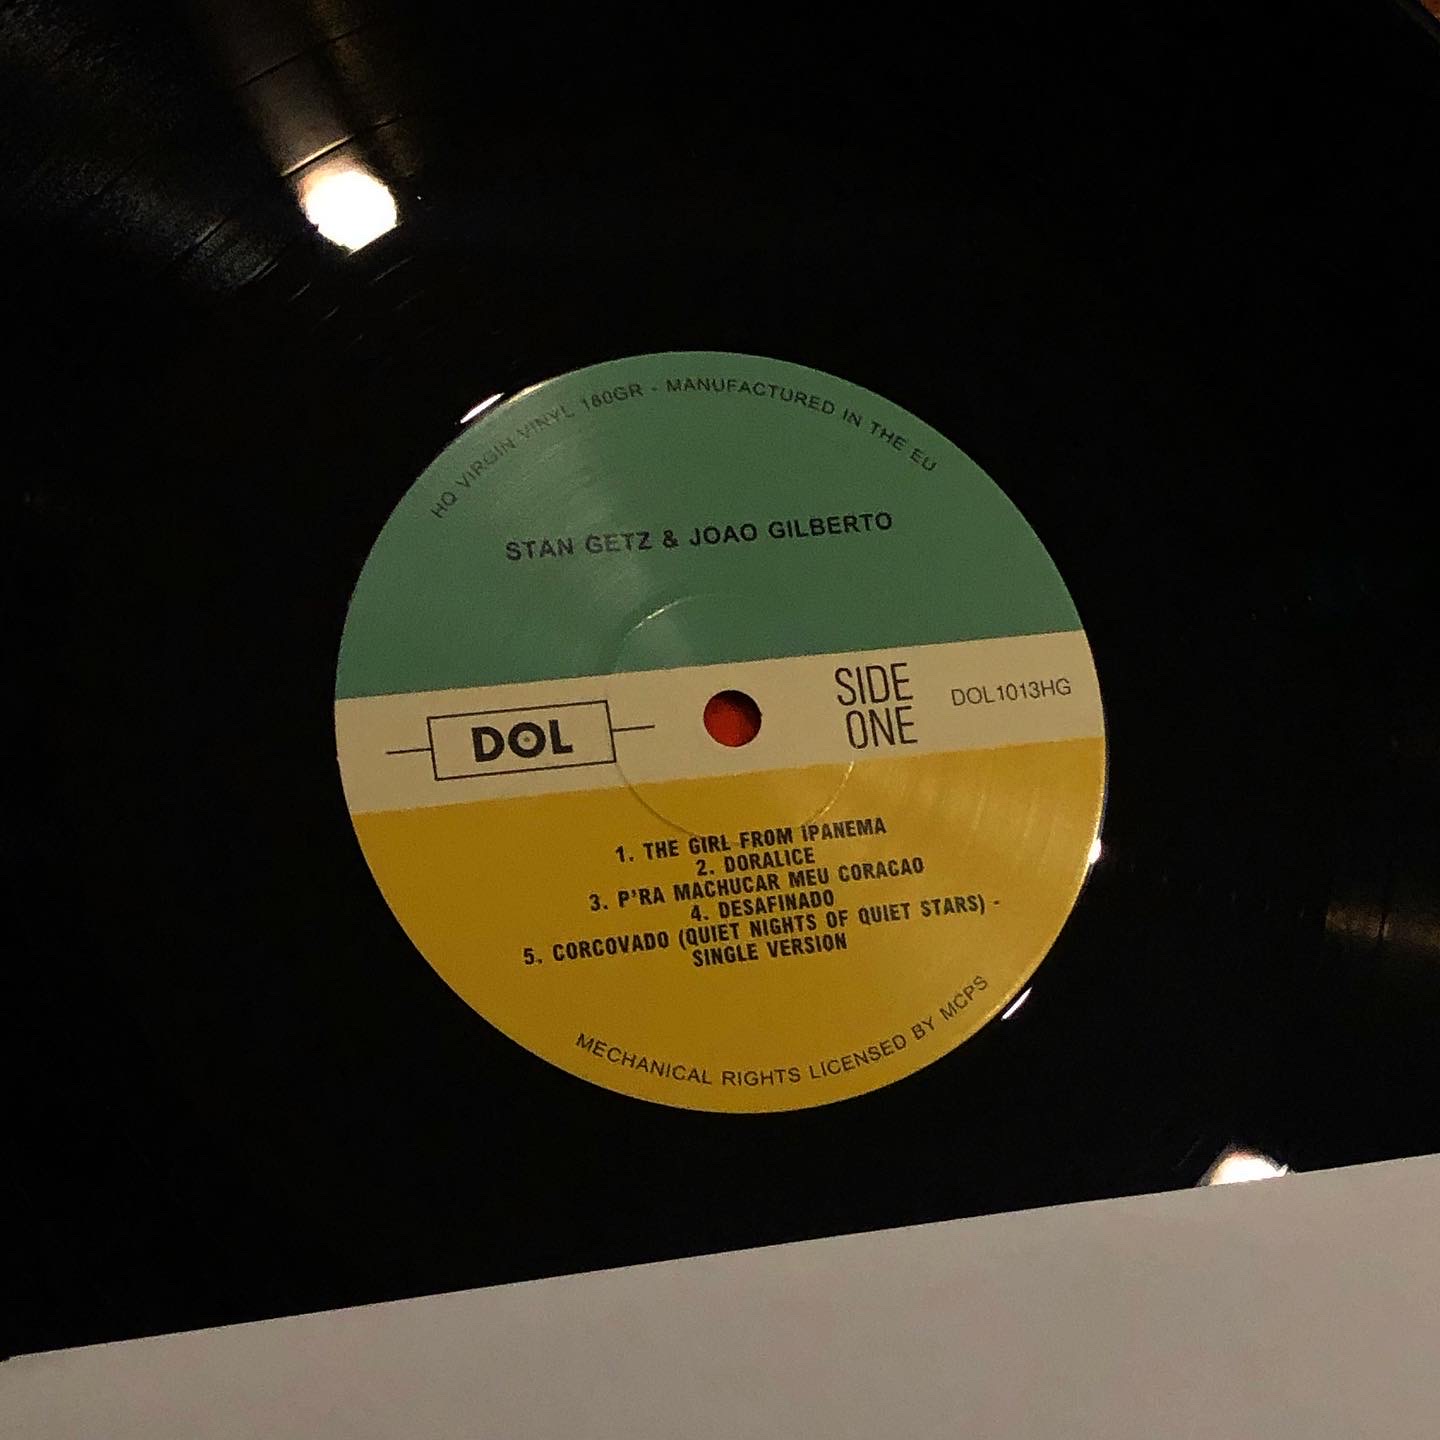 HQ VIRGIN VINYL 180GR - MANUFACTURED IN THE EU
STAN GETZ & JOAO GILBERTO
DOL
SIDE
ONE
DOL1013HG
1. THE GIRL FROM IPANEMA
2. DORALICE
3. P'RA MACHUCAR MEU CORACAO
4. DESAFINADO
5. CORCOVADO (QUIET NIGHTS OF QUIET STARS) -
SINGLE VERSION
MECHANICAL RIGHTS LICENSED BY MCPS